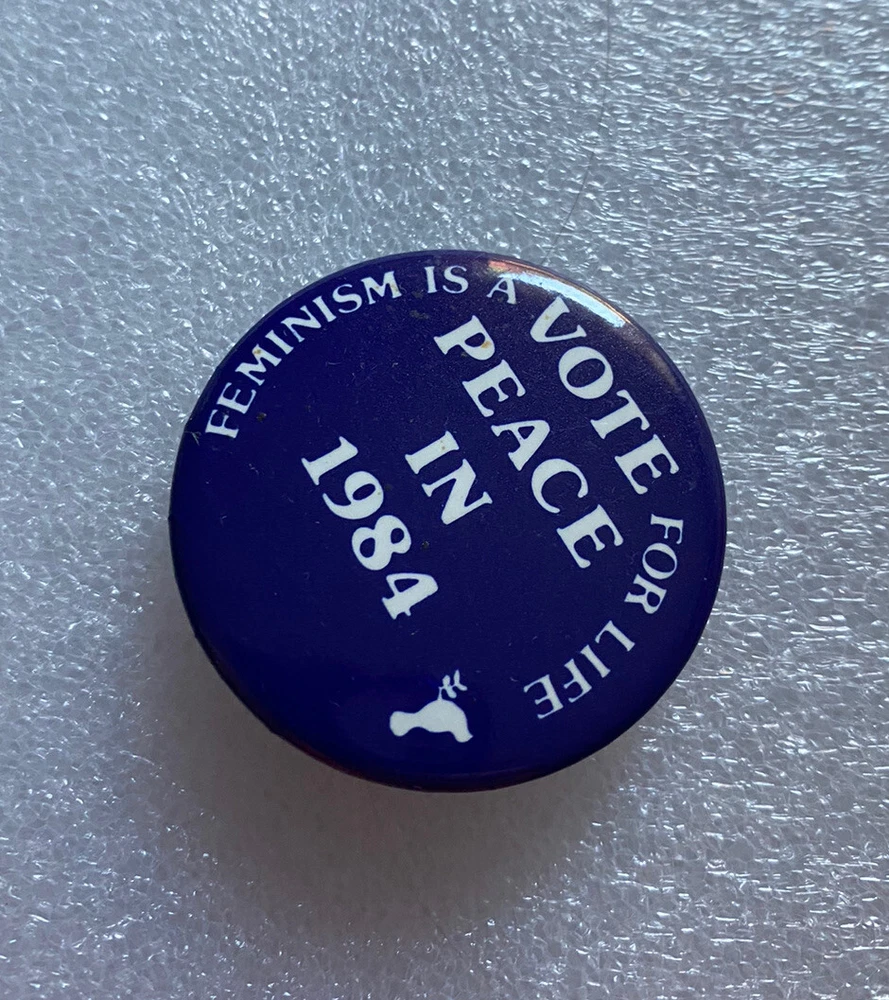 FEMINISM IS A VOTE FOR LIFE
PEACE
IN
1984